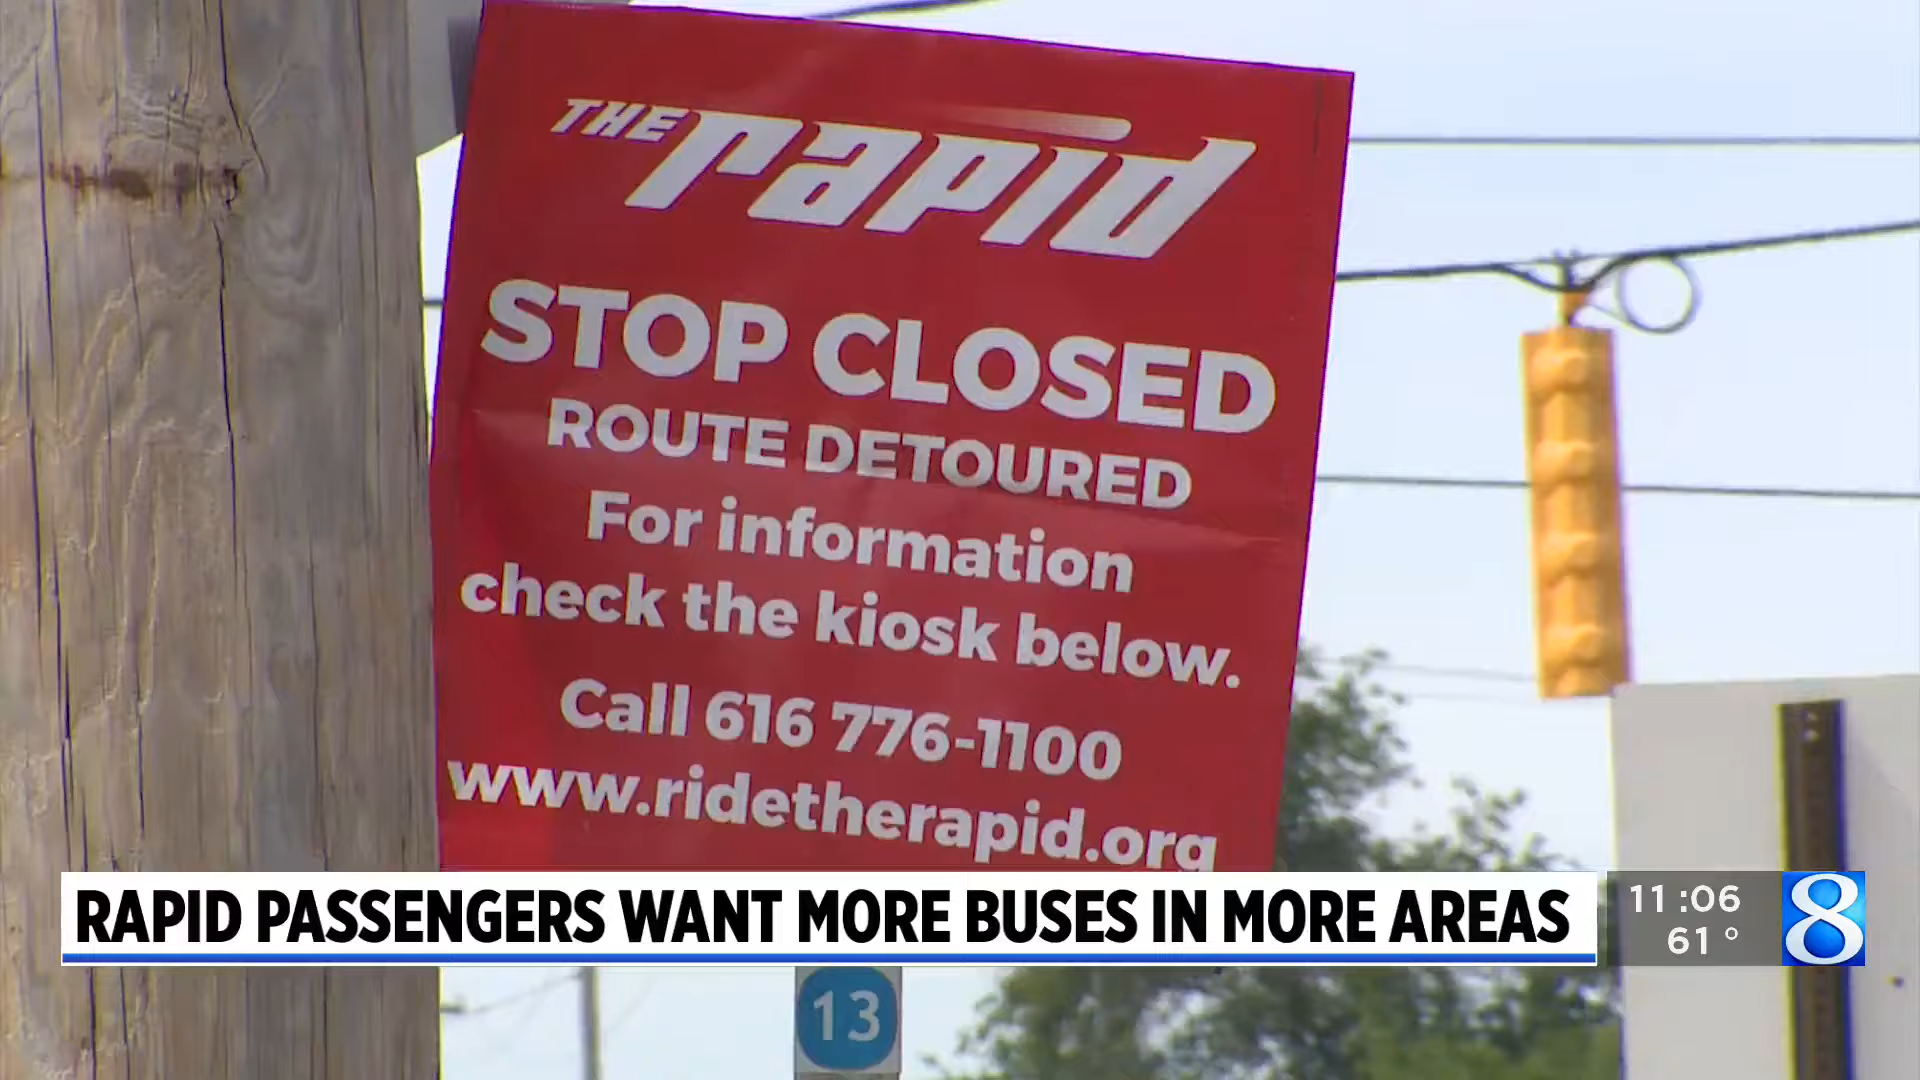 THE rapid
STOP CLOSED
ROUTE DETOURED
For information
check the kiosk below.
Call 616 776-1100
www.ridetherapid.org
RAPID PASSENGERS WANT MORE BUSES IN MORE AREAS
11:06
61°
8
13